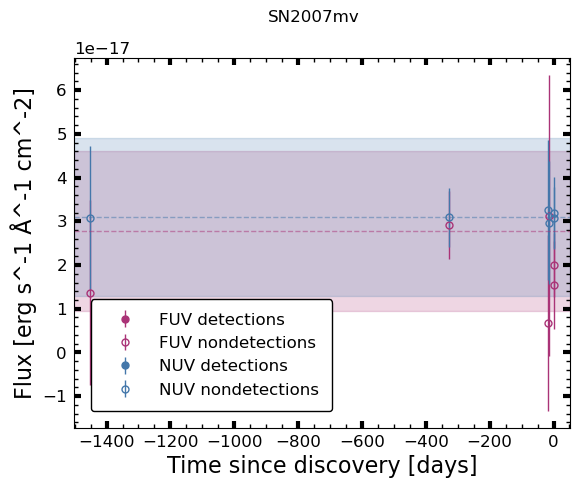 SN2007mv
1e−17
6
5
4
3
2
1
0
−1
Flux [erg s^-1 Å^-1 cm^-2]
FUV detections
FUV nondetections
NUV detections
NUV nondetections
−1400 −1200 −1000 −800 −600 −400 −200 0
Time since discovery [days]